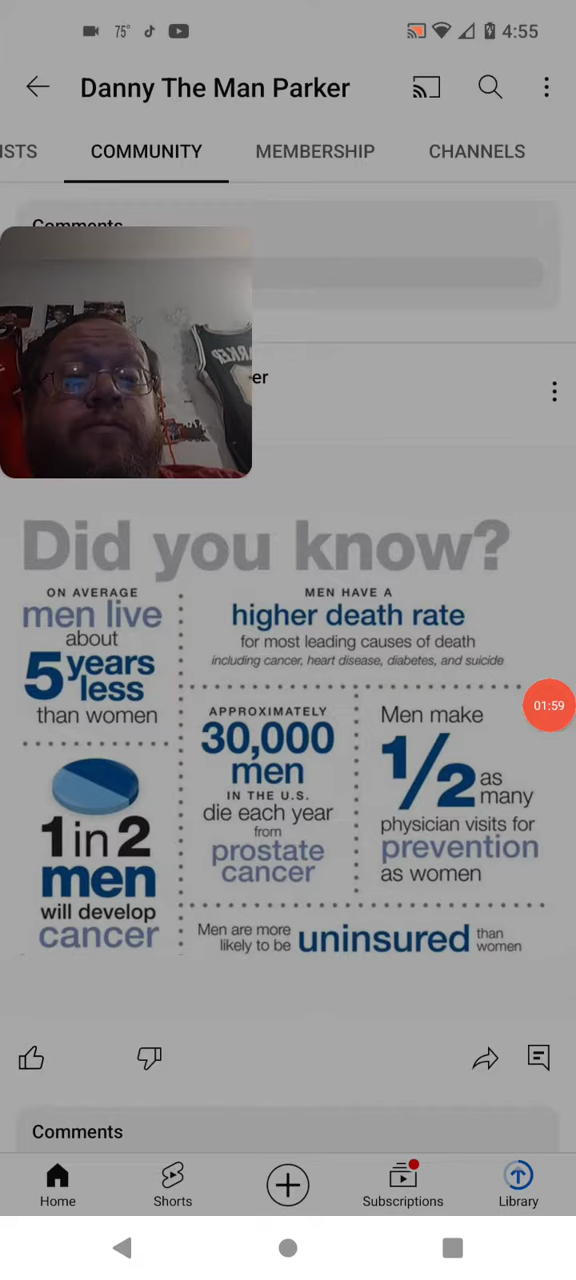 75° 4:55
Danny The Man Parker
ISTS COMMUNITY MEMBERSHIP CHANNELS
Comments
PARKER
er
Did you know?
ON AVERAGE
men live
about
5 years
less
than women
MEN HAVE A
higher death rate
for most leading causes of death
including cancer, heart disease, diabetes, and suicide
1 in 2
men
will develop
cancer
APPROXIMATELY
30,000
men
IN THE U.S.
die each year
from
prostate
cancer
Men make
1/2 as
many
physician visits for
prevention
as women
01:59
Men are more
likely to be uninsured than
women
Comments
Home Shorts Subscriptions Library